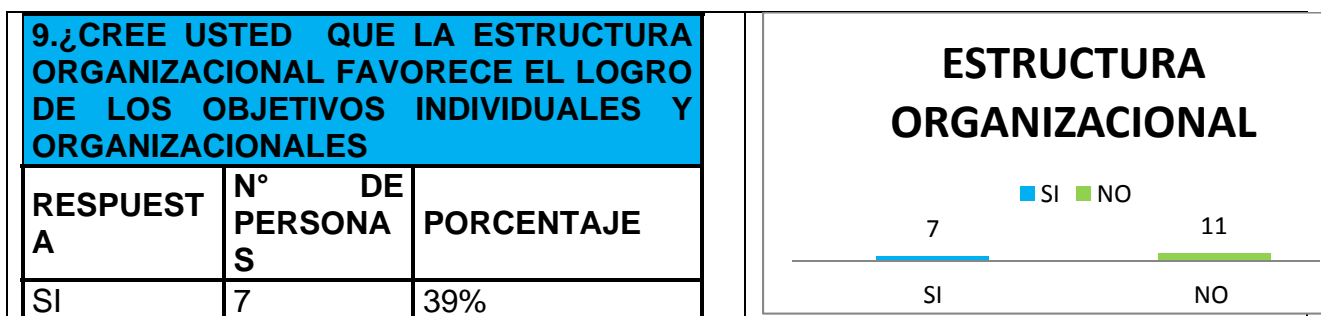 9.¿CREE USTED QUE LA ESTRUCTURA
ORGANIZACIONAL FAVORECE EL LOGRO
DE LOS OBJETIVOS INDIVIDUALES Y
ORGANIZACIONALES
RESPUEST
A
N° DE
PERSONA
S
PORCENTAJE
SI 7 39%
ESTRUCTURA
ORGANIZACIONAL
SI NO
7 11
SI NO